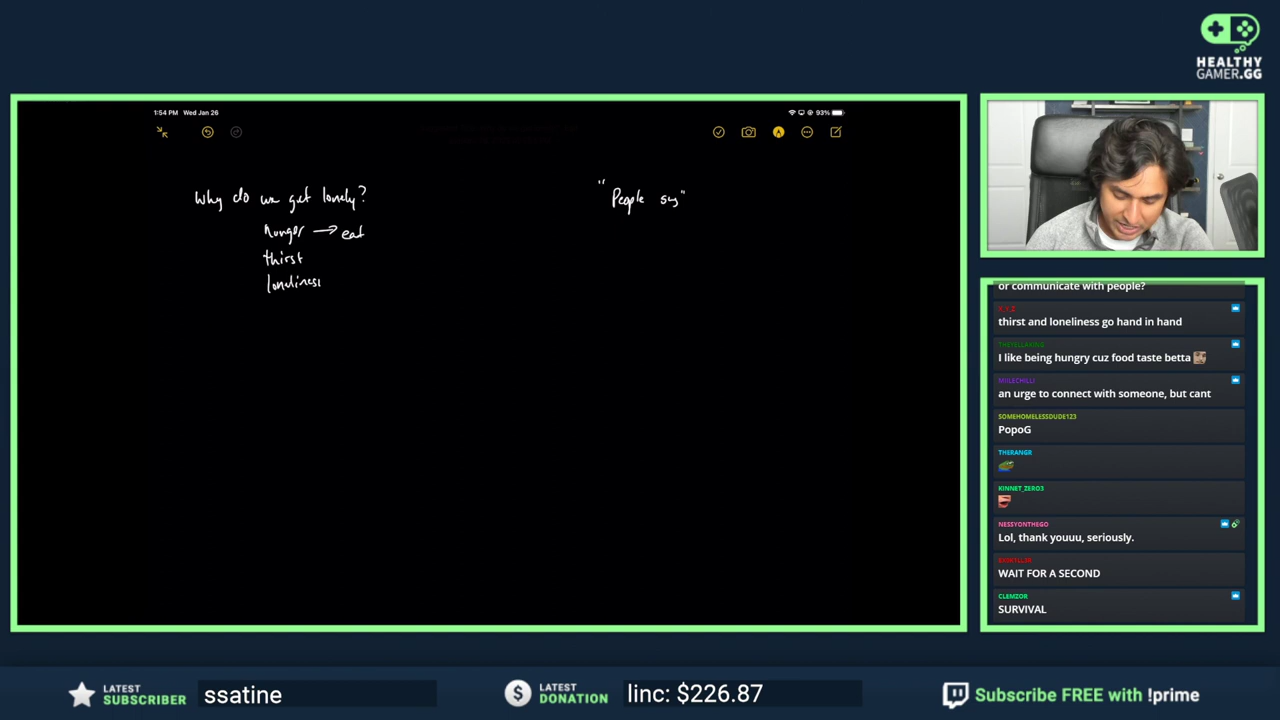 HEALTHY
GAMER.GG
1:54 PM Wed Jan 26
93%
Why do we get lonely?
hunger → eat
thirst
loneliness
"People say"
or communicate with people?
thirst and loneliness go hand in hand
I like being hungry cuz food taste betta
MIILECHILLI
an urge to connect with someone, but cant
SOMEHOMELESSDUDE123
PopoG
THERANGR
KINNET_ZERO3
NESSYONTHEGO
Lol, thank youuu, seriously.
WAIT FOR A SECOND
CLEMZOR
SURVIVAL
LATEST
SUBSCRIBER
ssatine
$
LATEST
DONATION
linc: $226.87
Subscribe FREE with !prime